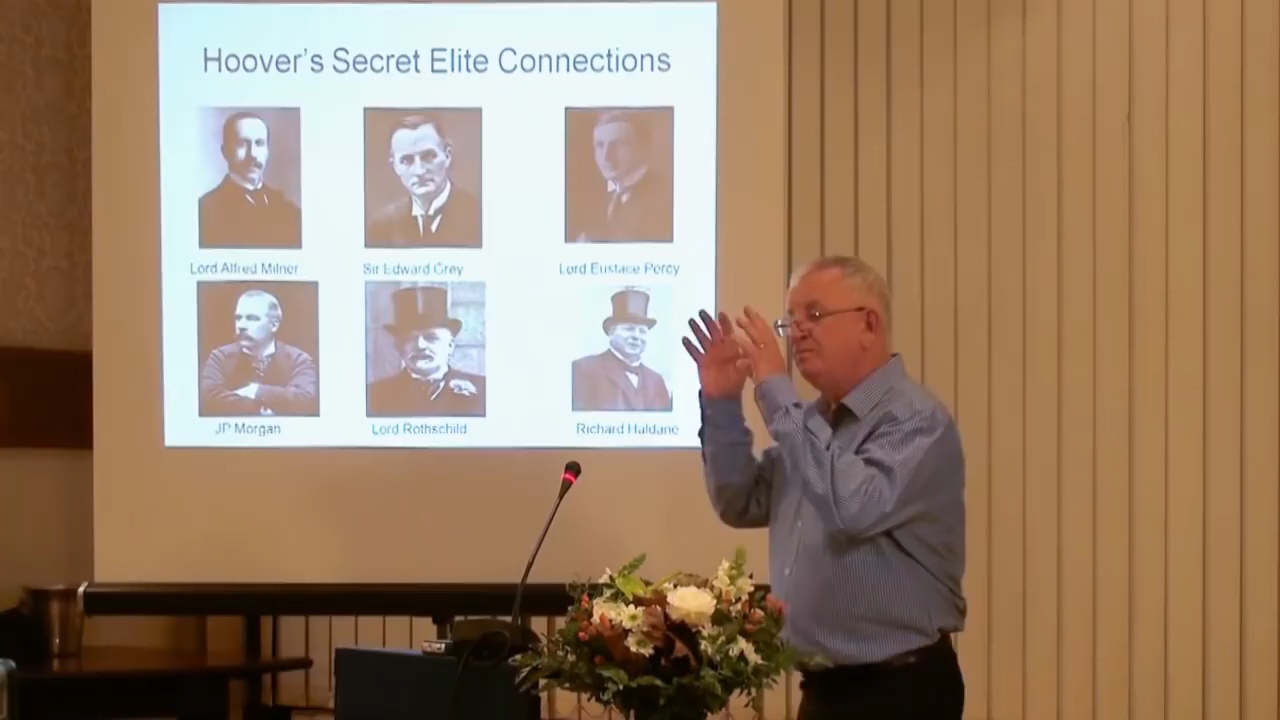 Hoover's Secret Elite Connections
Lord Alfred Milner
Sir Edward Grey
Lord Eustace Percy
JP Morgan
Lord Rothschild
Richard Haldane